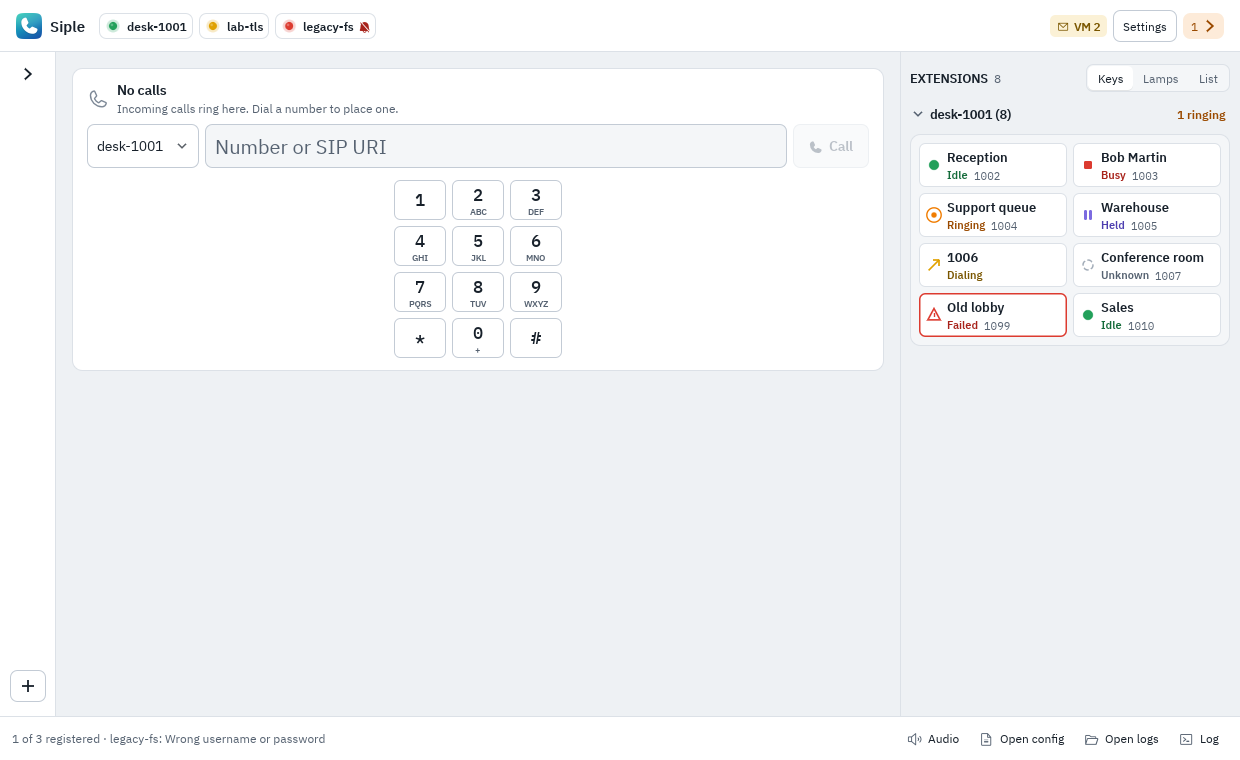 Siple
desk-1001
lab-tls
legacy-fs
VM 2
Settings
1
No calls
Incoming calls ring here. Dial a number to place one.
desk-1001
Number or SIP URI
Call
1
2
ABC
3
DEF
4
GHI
5
JKL
6
MNO
7
PQRS
8
TUV
9
WXYZ
*
0
+
#
EXTENSIONS 8
Keys
Lamps
List
desk-1001 (8)
1 ringing
Reception
Idle 1002
Bob Martin
Busy 1003
Support queue
Ringing 1004
Warehouse
Held 1005
1006
Dialing
Conference room
Unknown 1007
Old lobby
Failed 1099
Sales
Idle 1010
+
1 of 3 registered · legacy-fs: Wrong username or password
Audio
Open config
Open logs
Log